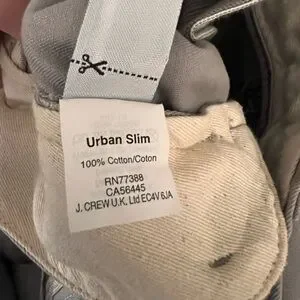 Urban Slim
100% Cotton/Coton
RN77388
CA56445
J. CREW U.K. Ltd EC4V 6JA